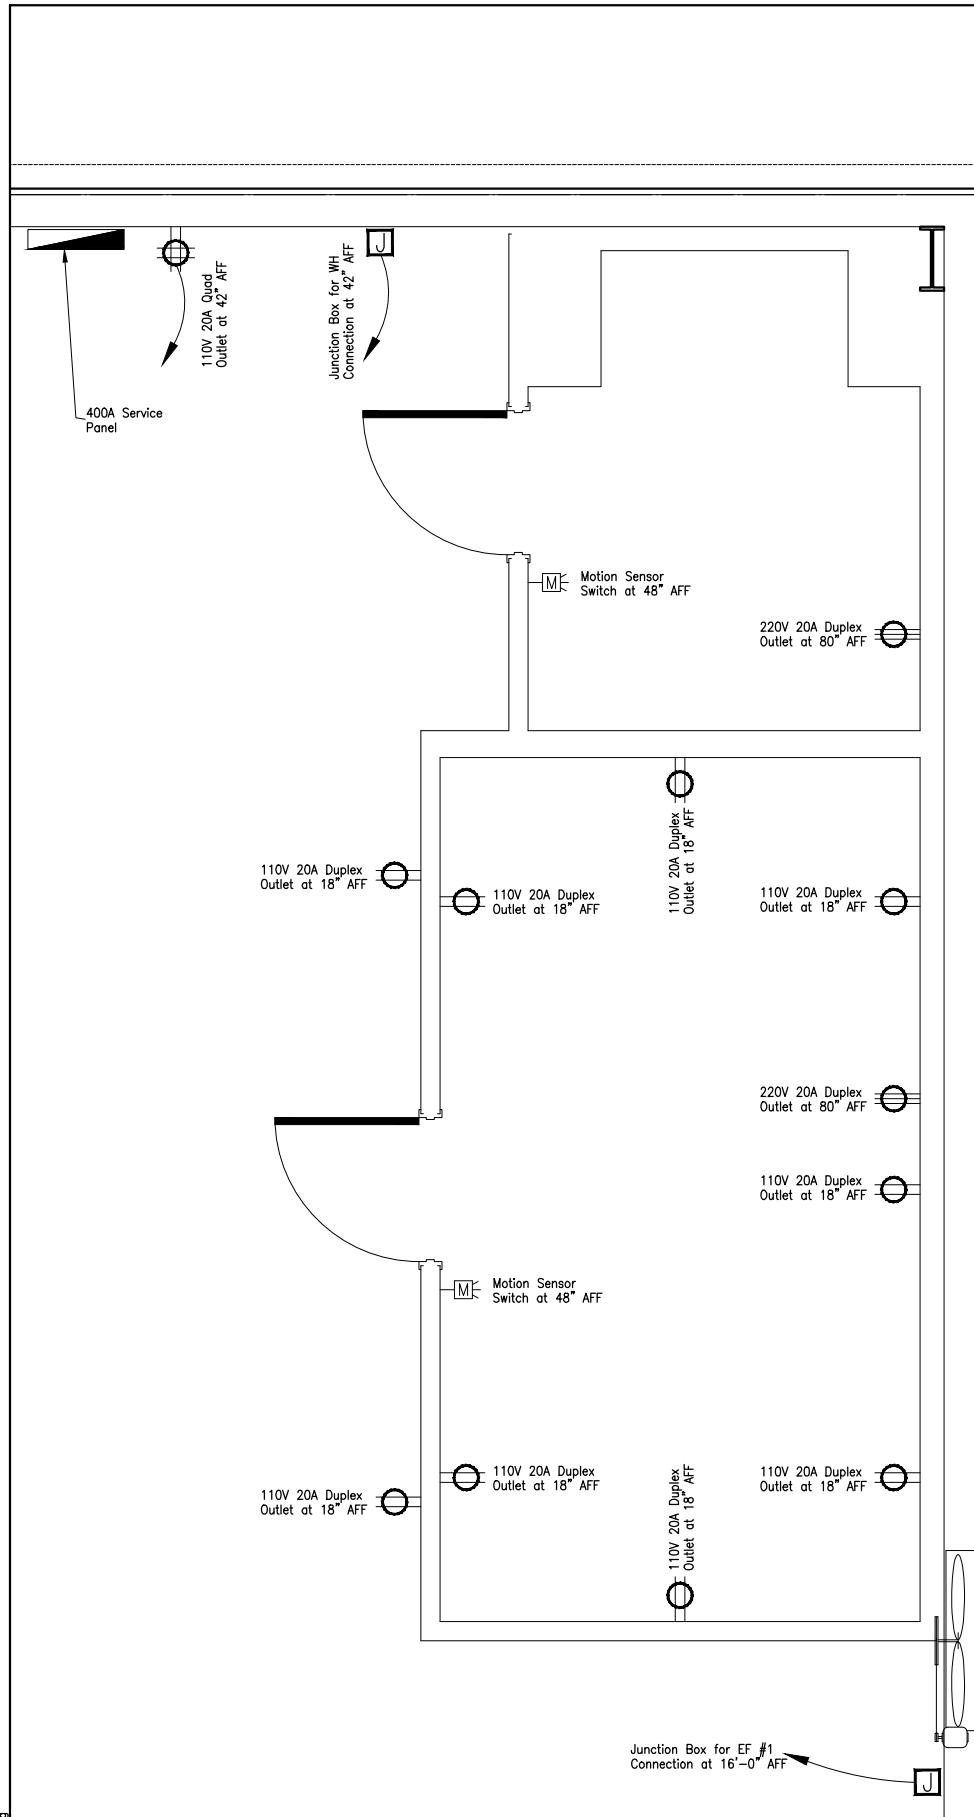 110V 20A Quad
Outlet at 42" AFF
Junction Box for WH
Connection at 42" AFF
J
400A Service
Panel
M
Motion Sensor
Switch at 48" AFF
220V 20A Duplex
Outlet at 80" AFF
110V 20A Duplex
Outlet at 18" AFF
110V 20A Duplex
Outlet at 18" AFF
110V 20A Duplex
Outlet at 18" AFF
110V 20A Duplex
Outlet at 18" AFF
220V 20A Duplex
Outlet at 80" AFF
110V 20A Duplex
Outlet at 18" AFF
M
Motion Sensor
Switch at 48" AFF
110V 20A Duplex
Outlet at 18" AFF
110V 20A Duplex
Outlet at 18" AFF
110V 20A Duplex
Outlet at 18" AFF
110V 20A Duplex
Outlet at 18" AFF
Junction Box for EF #1
Connection at 16'-0" AFF
J